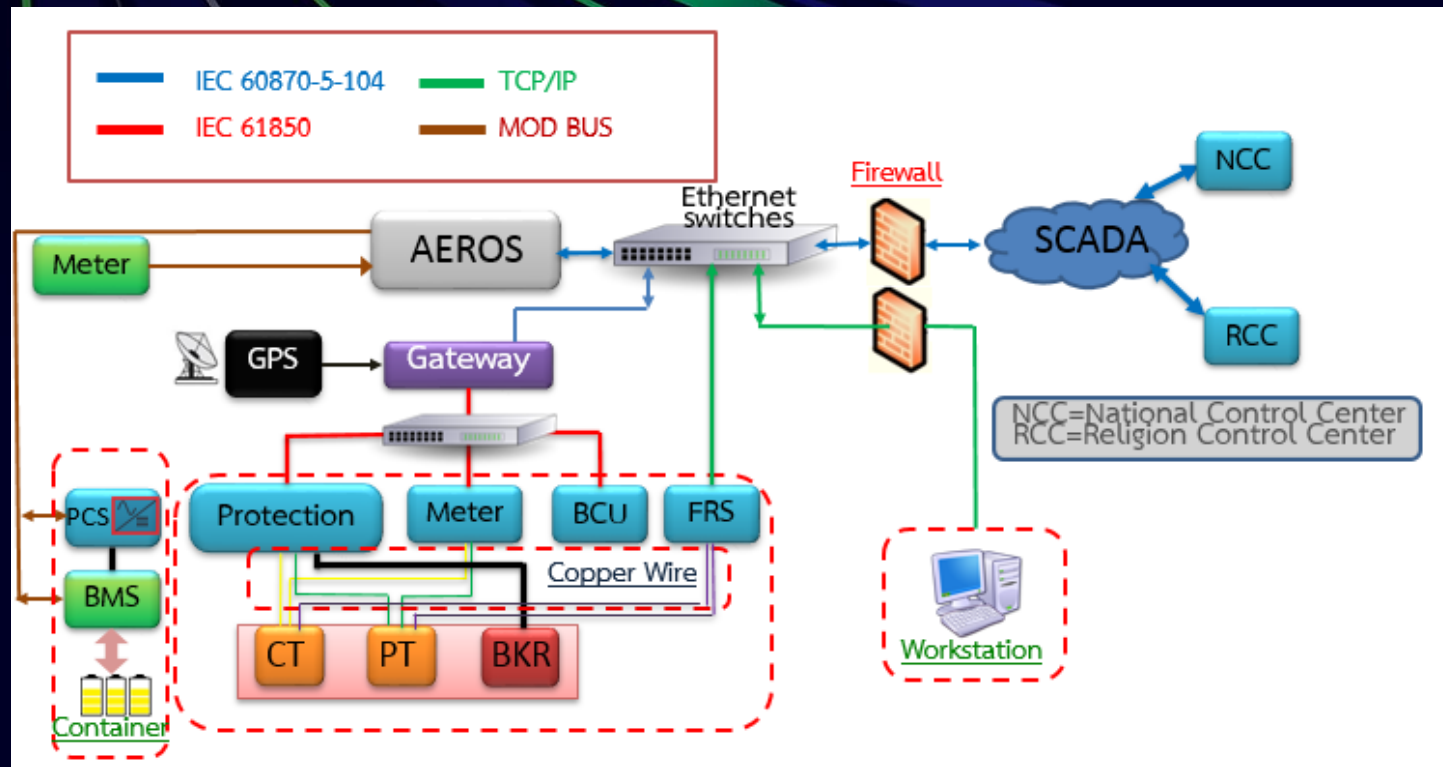 IEC 60870-5-104
TCP/IP
IEC 61850
MOD BUS
Firewall
NCC
Ethernet
switches
SCADA
AEROS
Meter
RCC
GPS
Gateway
NCC=National Control Center
RCC=Religion Control Center
PCS
Protection
Meter
BCU
FRS
Copper Wire
BMS
CT
PT
BKR
Workstation
Container